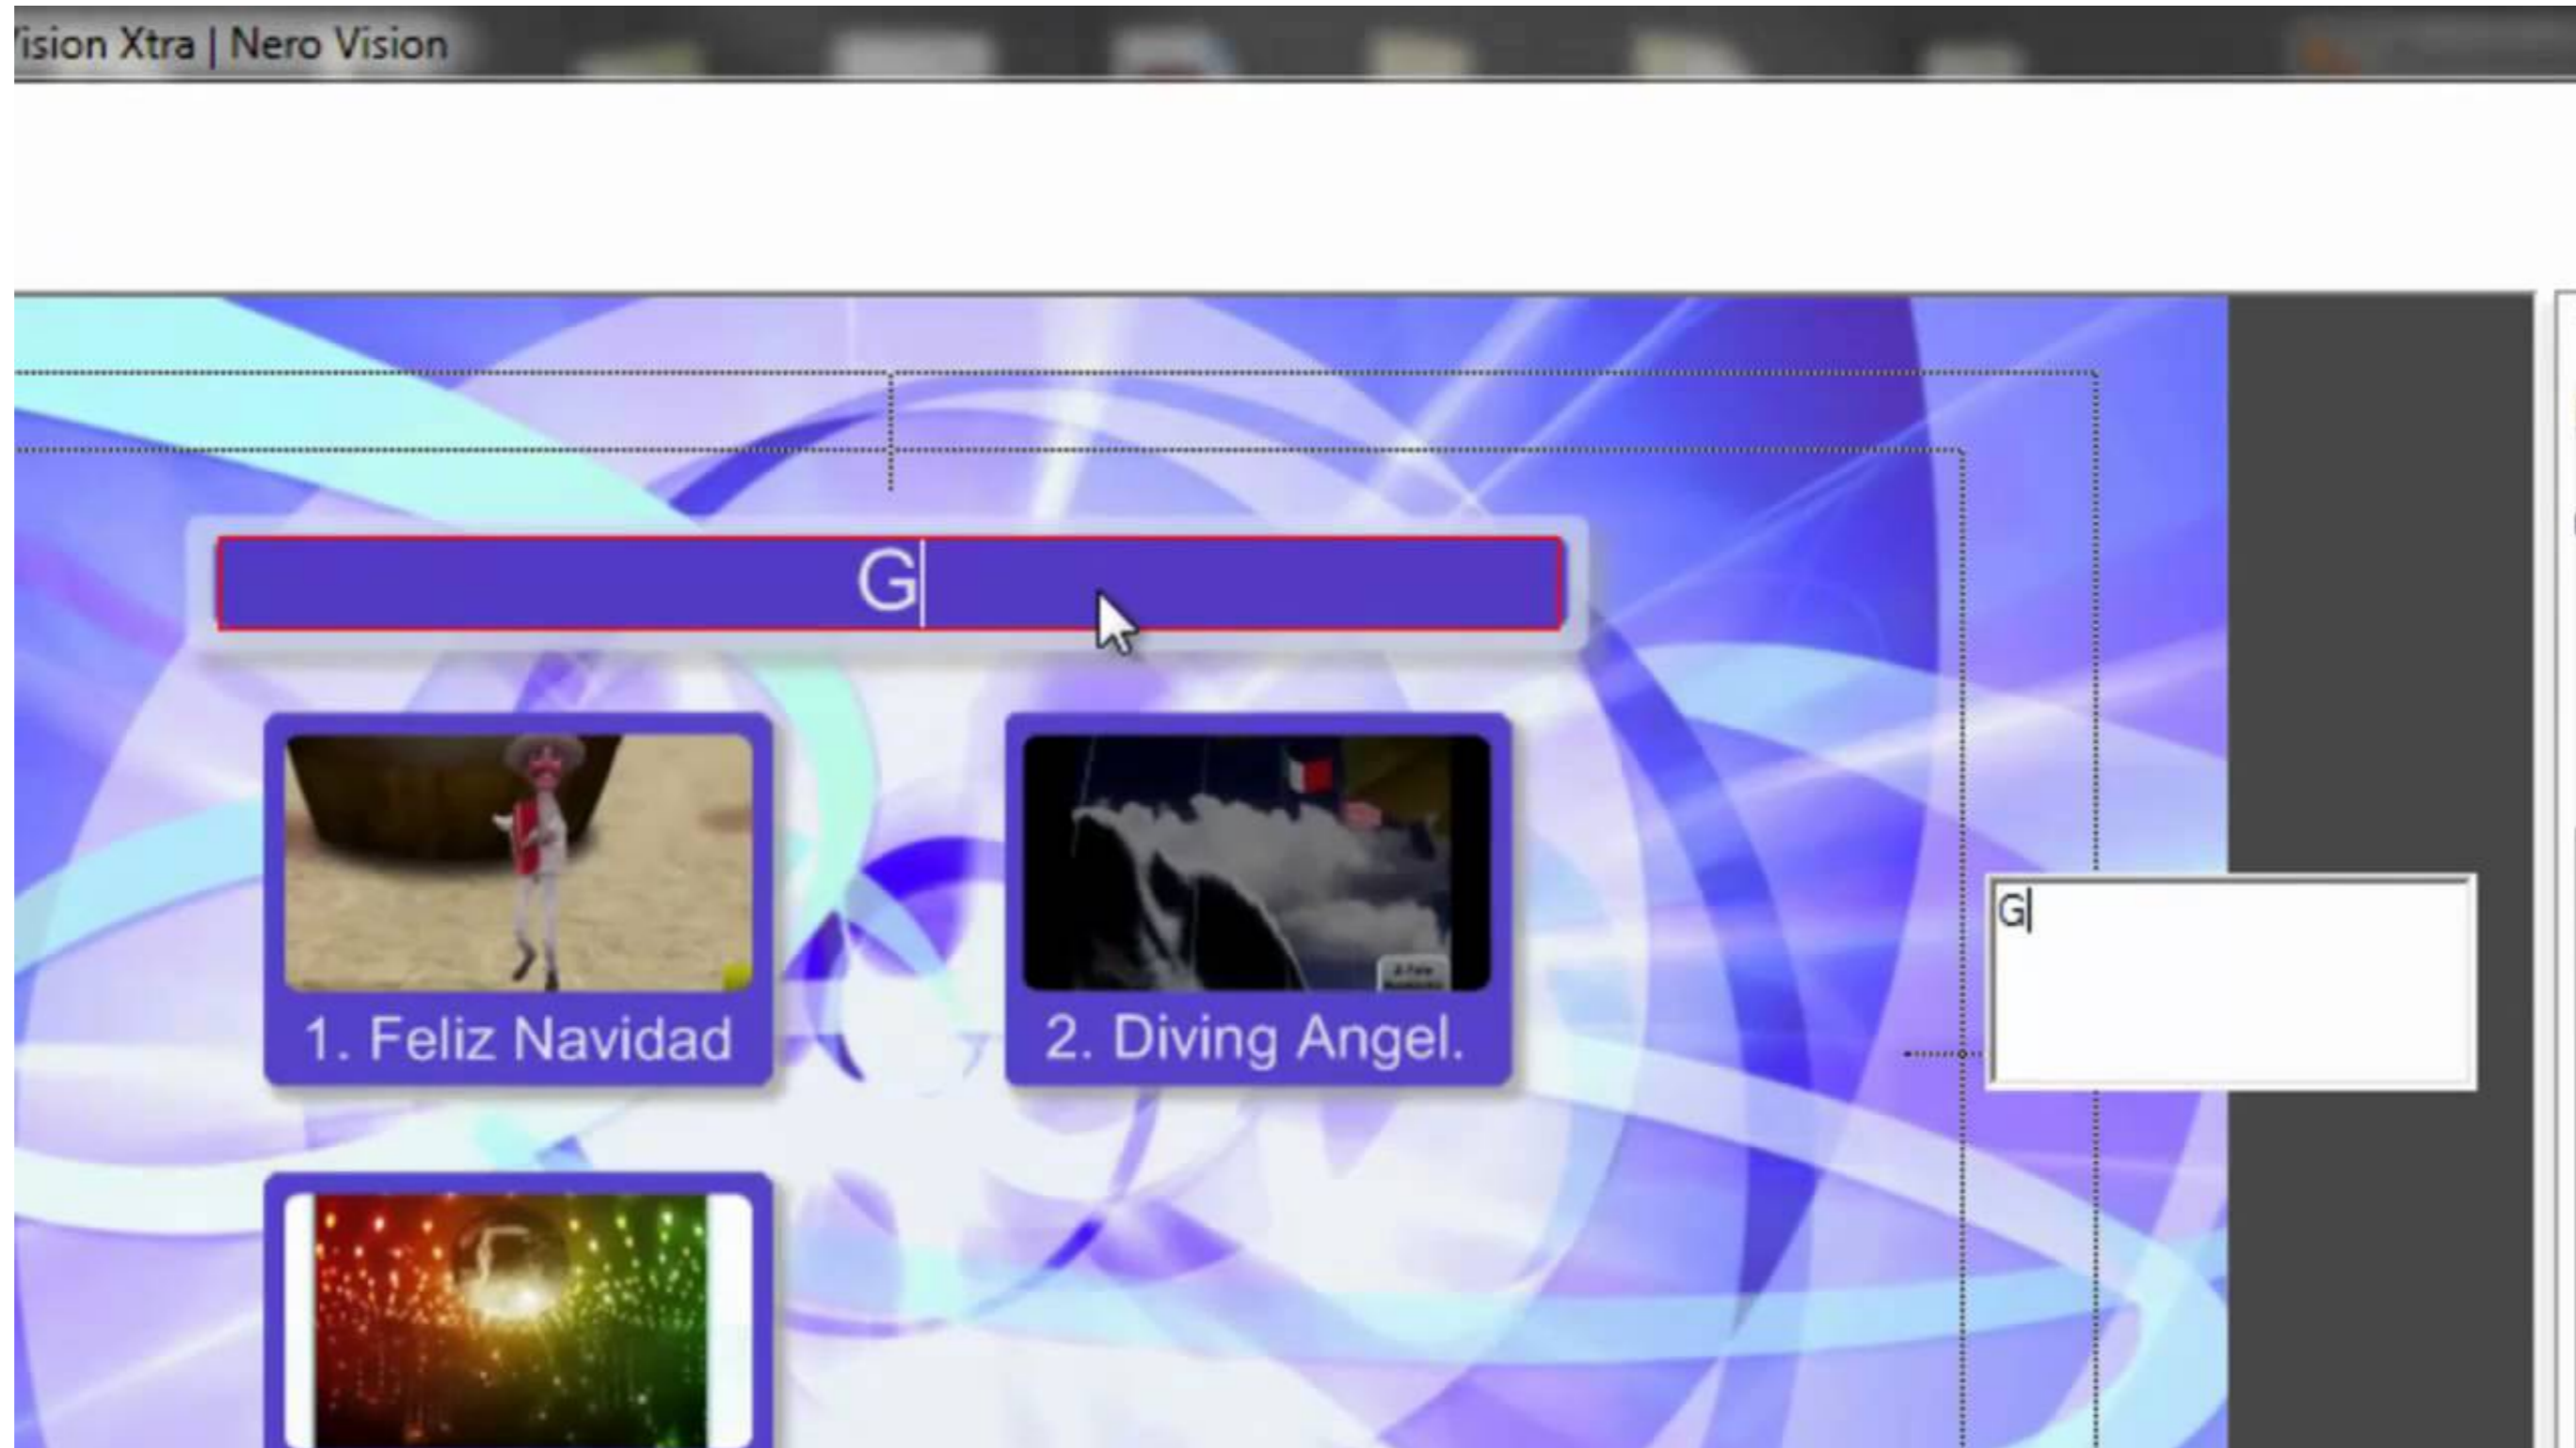 ision Xtra | Nero Vision
G
1. Feliz Navidad
2. Diving Angel.
G